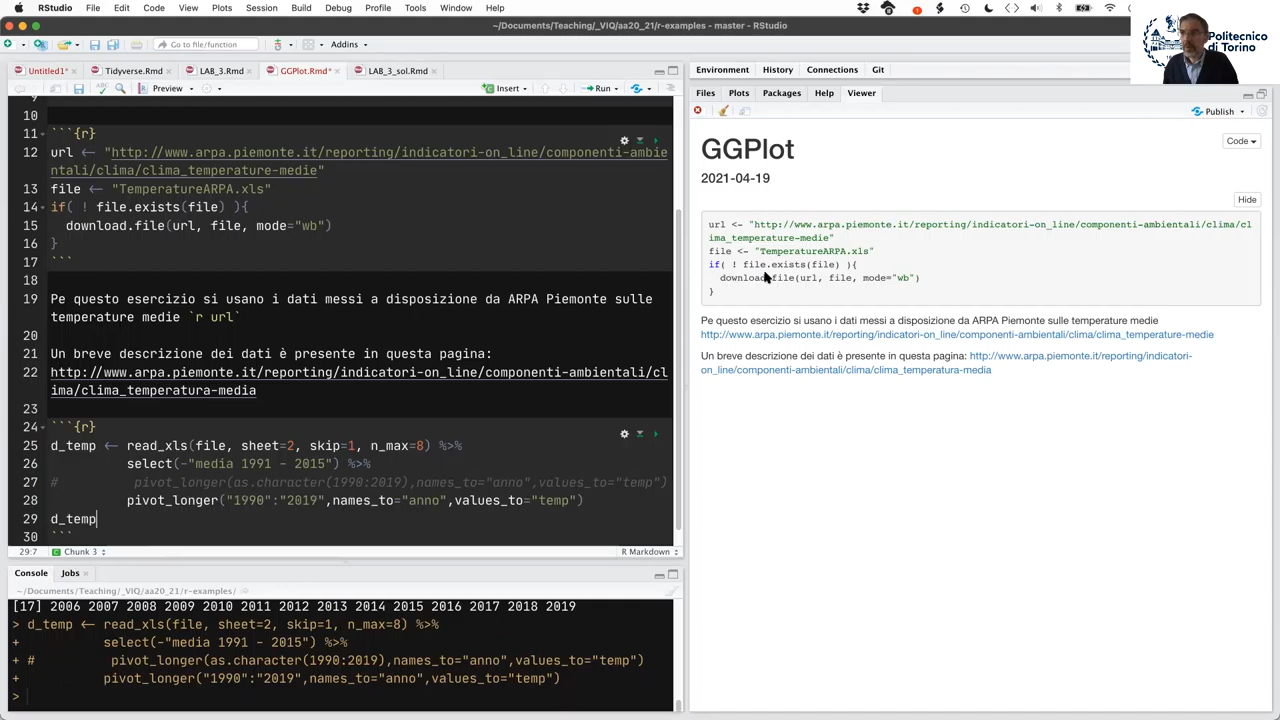 RStudio File Edit Code View Plots Session Build Debug Profile Tools Window Help
~/Documents/Teaching/_VIQ/aa20_21/r-examples - master - RStudio
Politecnico
di Torino
Go to file/function Addins
Untitled1* Tidyverse.Rmd LAB_3.Rmd GGPlot.Rmd* LAB_3_sol.Rmd
Preview Insert Run
9
10
11 ```{r}
12 url <- "http://www.arpa.piemonte.it/reporting/indicatori-on_line/componenti-ambie
ntali/clima/clima_temperature-medie"
13 file <- "TemperatureARPA.xls"
14 if( ! file.exists(file) ){
15 download.file(url, file, mode="wb")
16 }
17 ```
18
19 Pe questo esercizio si usano i dati messi a disposizione da ARPA Piemonte sulle
temperature medie `r url`
20
21 Un breve descrizione dei dati è presente in questa pagina:
22 http://www.arpa.piemonte.it/reporting/indicatori-on_line/componenti-ambientali/cl
ima/clima_temperatura-media
23
24 ```{r}
25 d_temp <- read_xls(file, sheet=2, skip=1, n_max=8) %>%
26 select(-"media 1991 - 2015") %>%
27 # pivot_longer(as.character(1990:2019),names_to="anno",values_to="temp")
28 pivot_longer("1990":"2019",names_to="anno",values_to="temp")
29 d_temp
30 ```
29:7 Chunk 3 R Markdown
Console Jobs
~/Documents/Teaching/_VIQ/aa20_21/r-examples/
[17] 2006 2007 2008 2009 2010 2011 2012 2013 2014 2015 2016 2017 2018 2019
> d_temp <- read_xls(file, sheet=2, skip=1, n_max=8) %>%
+ select(-"media 1991 - 2015") %>%
+ # pivot_longer(as.character(1990:2019),names_to="anno",values_to="temp")
+ pivot_longer("1990":"2019",names_to="anno",values_to="temp")
>
Environment History Connections Git
Files Plots Packages Help Viewer
Publish
GGPlot
Code
2021-04-19
Hide
url <- "http://www.arpa.piemonte.it/reporting/indicatori-on_line/componenti-ambientali/clima/cl
ima_temperature-medie"
file <- "TemperatureARPA.xls"
if( ! file.exists(file) ){
download.file(url, file, mode="wb")
}
Pe questo esercizio si usano i dati messi a disposizione da ARPA Piemonte sulle temperature medie
http://www.arpa.piemonte.it/reporting/indicatori-on_line/componenti-ambientali/clima/clima_temperature-medie
Un breve descrizione dei dati è presente in questa pagina: http://www.arpa.piemonte.it/reporting/indicatori-
on_line/componenti-ambientali/clima/clima_temperatura-media